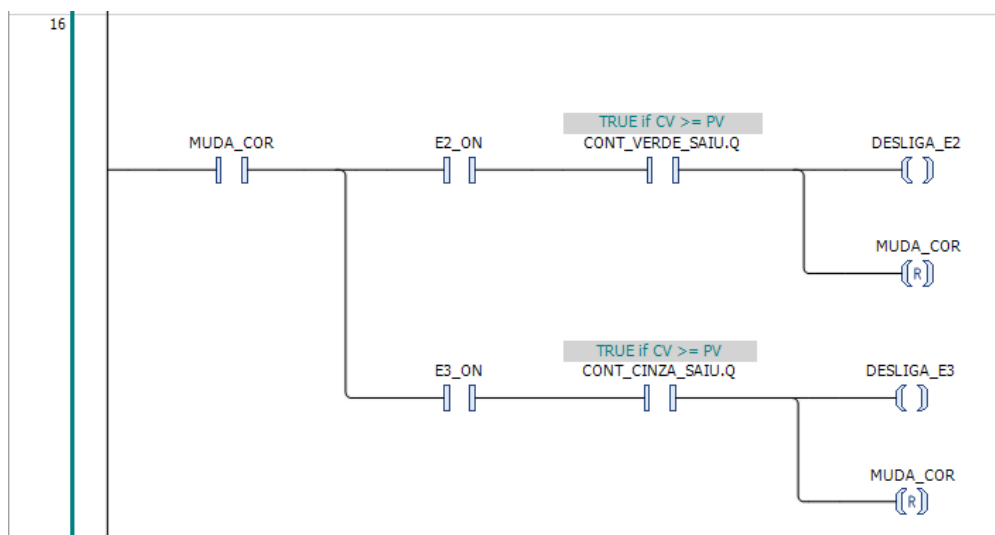 16
TRUE if CV >= PV
MUDA_COR E2_ON CONT_VERDE_SAIU.Q DESLIGA_E2
MUDA_COR
R
TRUE if CV >= PV
E3_ON CONT_CINZA_SAIU.Q DESLIGA_E3
MUDA_COR
R